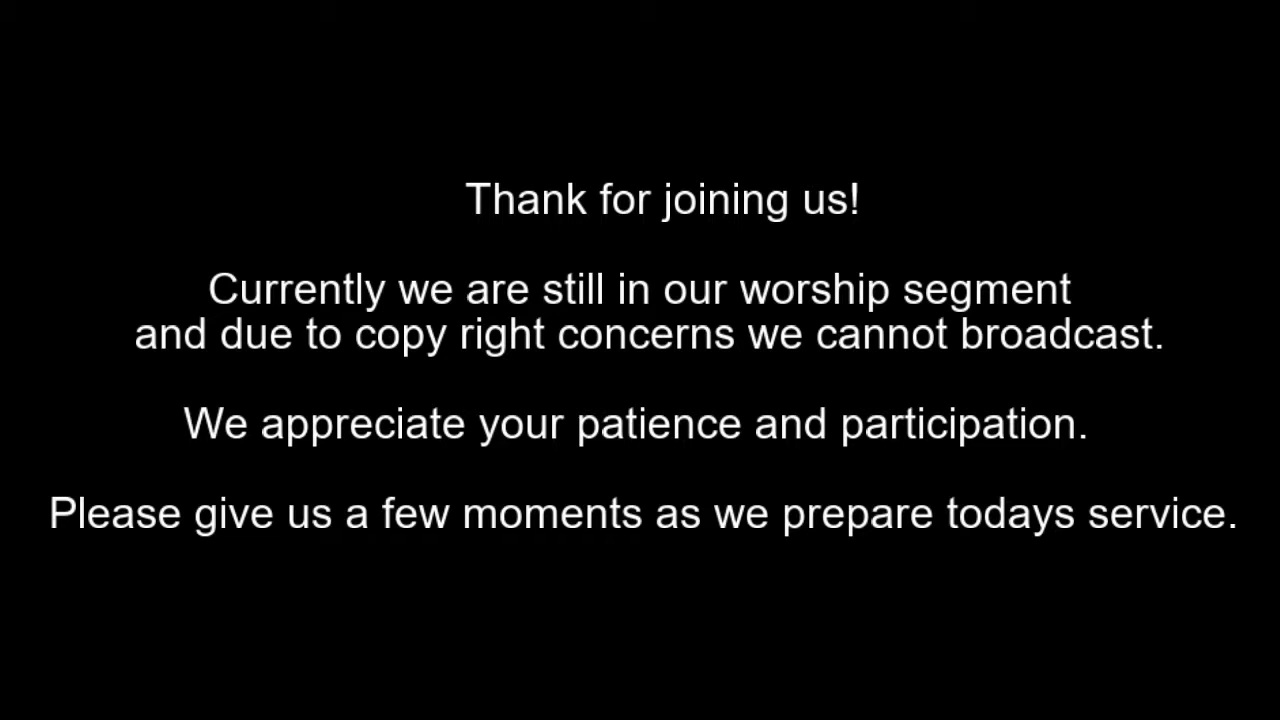 Thank for joining us!
Currently we are still in our worship segment
and due to copy right concerns we cannot broadcast.
We appreciate your patience and participation.
Please give us a few moments as we prepare todays service.